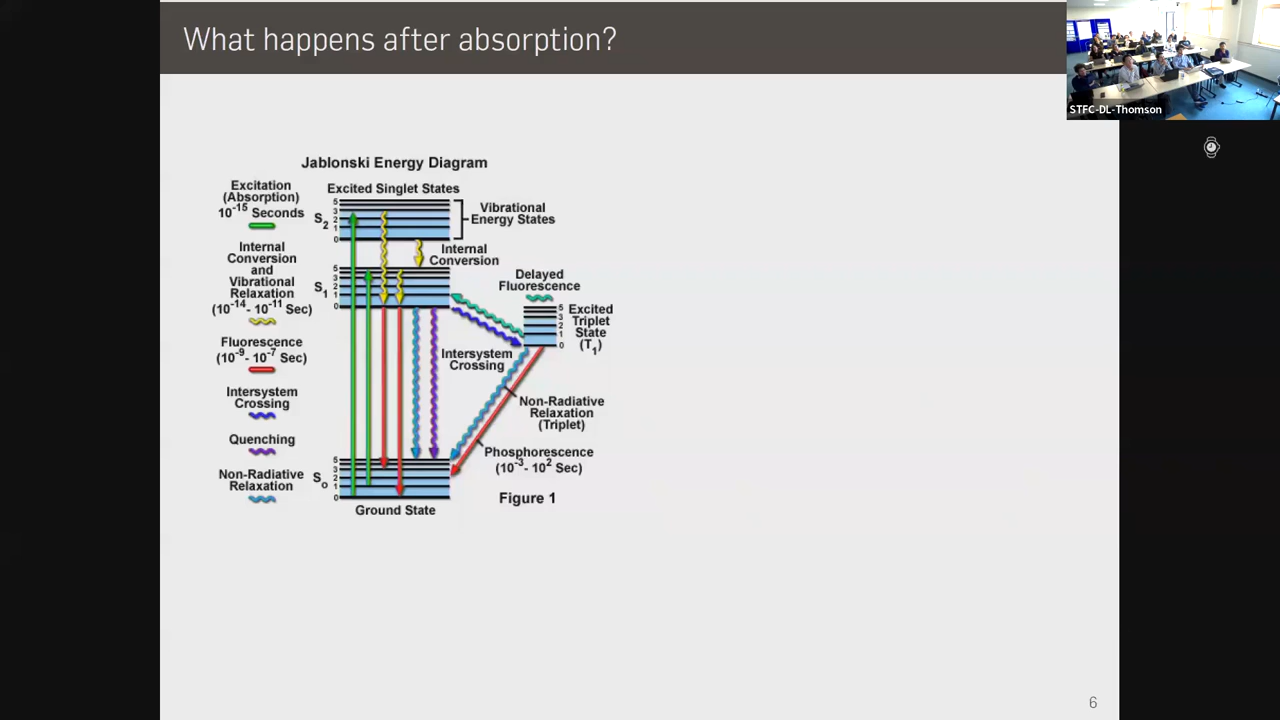 What happens after absorption?
STFC-DL-Thomson
Jablonski Energy Diagram
Excitation
(Absorption)
10^-15 Seconds
Internal
Conversion
and
Vibrational
Relaxation
(10^-14 - 10^-11 Sec)
Fluorescence
(10^-9 - 10^-7 Sec)
Intersystem
Crossing
Quenching
Non-Radiative
Relaxation
Excited Singlet States
S2
5
3
2
1
0
Vibrational
Energy States
Internal
Conversion
S1
5
3
2
1
0
Delayed
Fluorescence
5
3
2
1
0
Excited
Triplet
State
(T1)
Intersystem
Crossing
Non-Radiative
Relaxation
(Triplet)
Phosphorescence
(10^-3 - 10^2 Sec)
So
5
3
2
1
0
Ground State
Figure 1
6